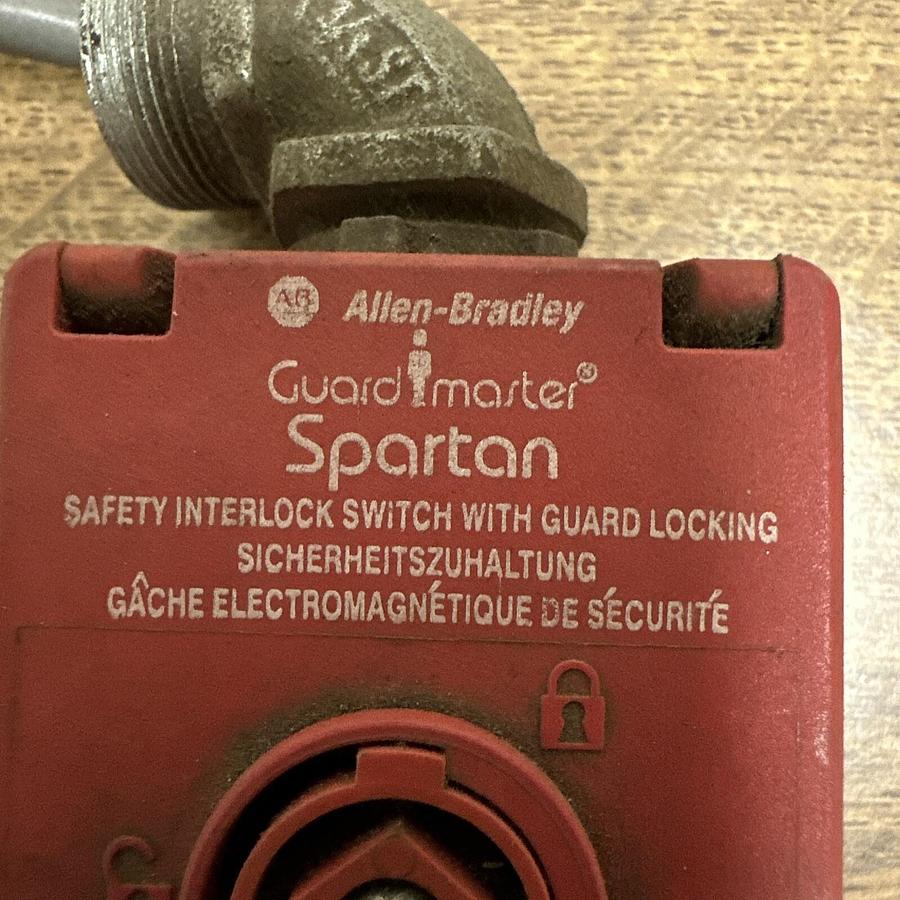 AB Allen-Bradley
Guardmaster®
Spartan
SAFETY INTERLOCK SWITCH WITH GUARD LOCKING
SICHERHEITSZUHALTUNG
GÂCHE ELECTROMAGNÉTIQUE DE SÉCURITÉ